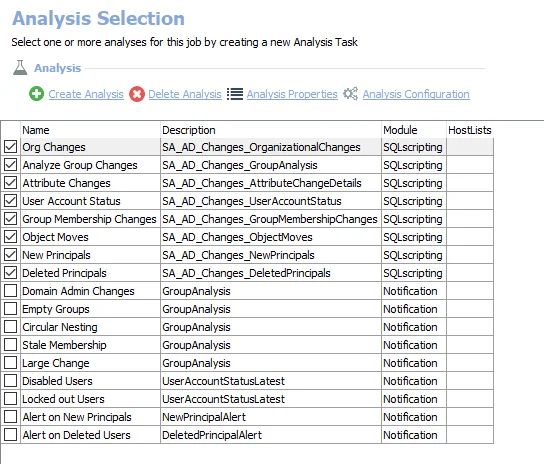 Analysis Selection
Select one or more analyses for this job by creating a new Analysis Task
Analysis
Create Analysis Delete Analysis Analysis Properties Analysis Configuration
Name Description Module HostLists
Org Changes SA_AD_Changes_OrganizationalChanges SQLscripting
Analyze Group Changes SA_AD_Changes_GroupAnalysis SQLscripting
Attribute Changes SA_AD_Changes_AttributeChangeDetails SQLscripting
User Account Status SA_AD_Changes_UserAccountStatus SQLscripting
Group Membership Changes SA_AD_Changes_GroupMembershipChanges SQLscripting
Object Moves SA_AD_Changes_ObjectMoves SQLscripting
New Principals SA_AD_Changes_NewPrincipals SQLscripting
Deleted Principals SA_AD_Changes_DeletedPrincipals SQLscripting
Domain Admin Changes GroupAnalysis Notification
Empty Groups GroupAnalysis Notification
Circular Nesting GroupAnalysis Notification
Stale Membership GroupAnalysis Notification
Large Change GroupAnalysis Notification
Disabled Users UserAccountStatusLatest Notification
Locked out Users UserAccountStatusLatest Notification
Alert on New Principals NewPrincipalAlert Notification
Alert on Deleted Users DeletedPrincipalAlert Notification